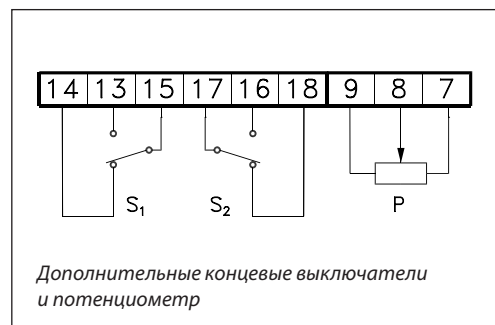 14 13 15 17 16 18 9 8 7
S₁ S₂ P
Дополнительные концевые выключатели
и потенциометр